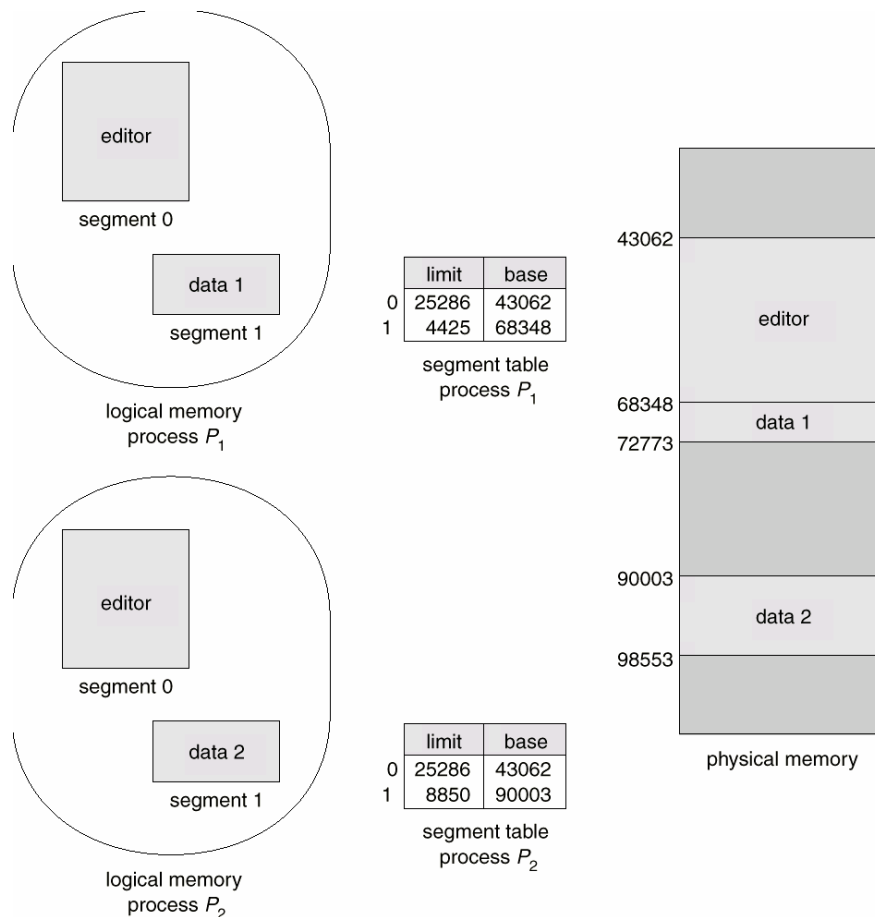 editor
segment 0
data 1
segment 1
logical memory
process P1
limit base
0 25286 43062
1 4425 68348
segment table
process P1
editor
segment 0
data 2
segment 1
logical memory
process P2
limit base
0 25286 43062
1 8850 90003
segment table
process P2
43062
editor
68348
data 1
72773
90003
data 2
98553
physical memory